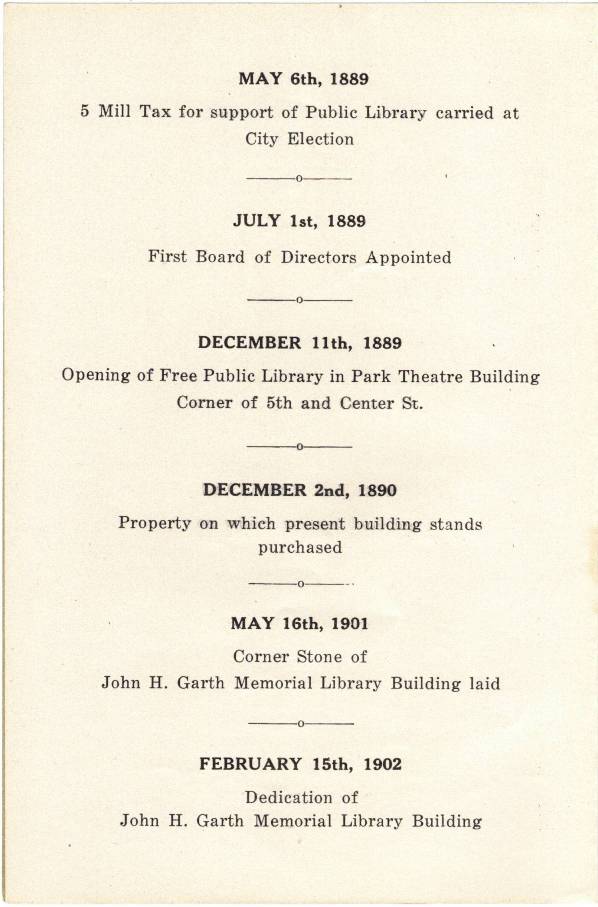 MAY 6th, 1889
5 Mill Tax for support of Public Library carried at
City Election
o
JULY 1st, 1889
First Board of Directors Appointed
o
DECEMBER 11th, 1889
Opening of Free Public Library in Park Theatre Building
Corner of 5th and Center St.
o
DECEMBER 2nd, 1890
Property on which present building stands
purchased
o
MAY 16th, 1901
Corner Stone of
John H. Garth Memorial Library Building laid
o
FEBRUARY 15th, 1902
Dedication of
John H. Garth Memorial Library Building